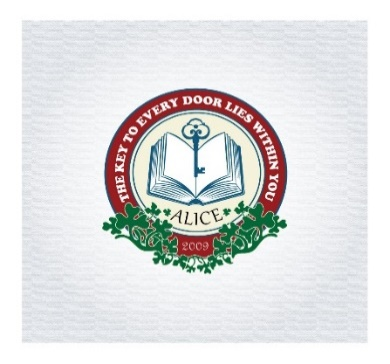 THE KEY TO EVERY DOOR LIES WITHIN YOU
ALICE
2009